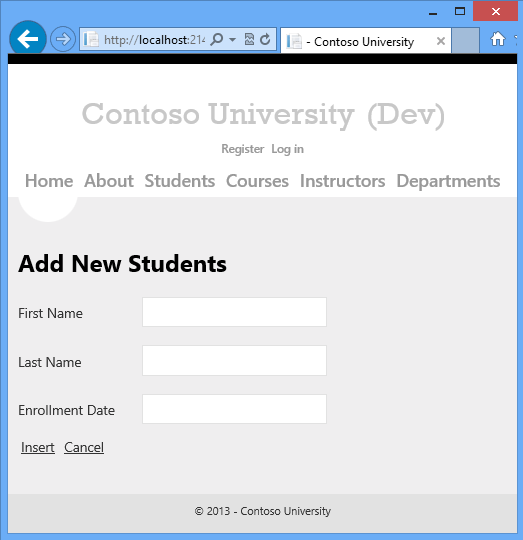 http://localhost:214
- Contoso University
Contoso University (Dev)
Register Log in
Home About Students Courses Instructors Departments
Add New Students
First Name
Last Name
Enrollment Date
Insert Cancel
© 2013 - Contoso University